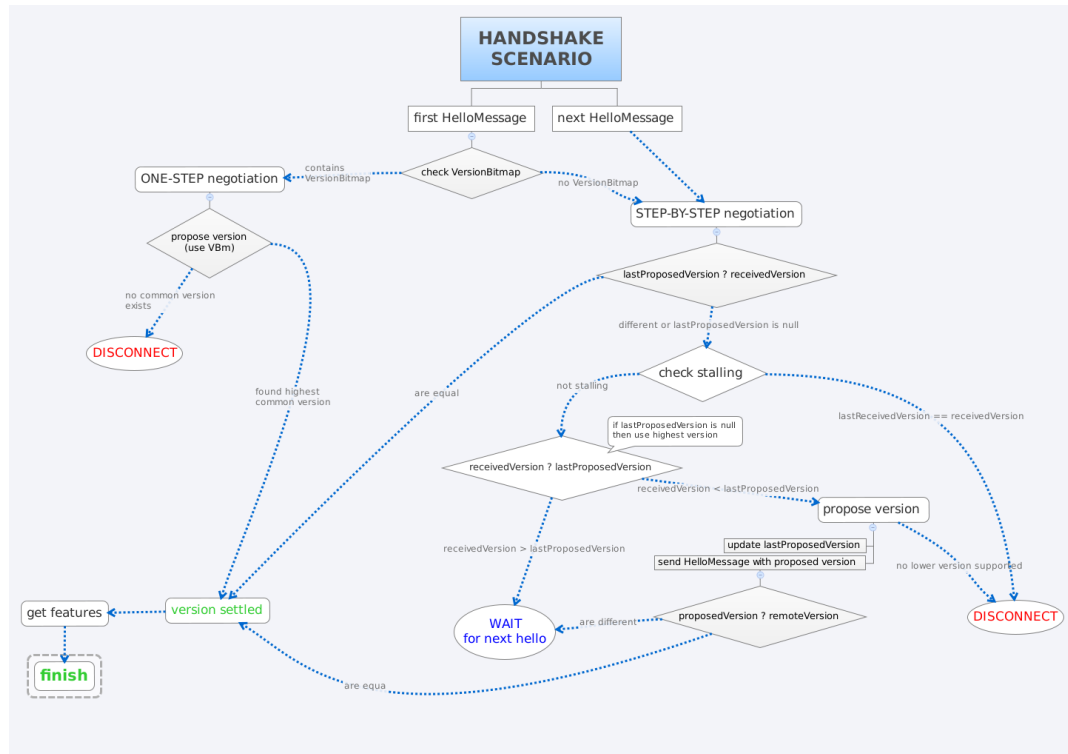 HANDSHAKE
SCENARIO
first HelloMessage
next HelloMessage
contains
VersionBitmap
check VersionBitmap
no VersionBitmap
ONE-STEP negotiation
STEP-BY-STEP negotiation
propose version
(use VBm)
lastProposedVersion ? receivedVersion
no common version
exists
different or lastProposedVersion is null
DISCONNECT
check stalling
found highest
common version
are equal
not stalling
lastReceivedVersion == receivedVersion
if lastProposedVersion is null
then use highest version
receivedVersion ? lastProposedVersion
receivedVersion < lastProposedVersion
propose version
update lastProposedVersion
receivedVersion > lastProposedVersion
send HelloMessage with proposed version
no lower version supported
get features
version settled
WAIT
for next hello
are different
proposedVersion ? remoteVersion
DISCONNECT
finish
are equa